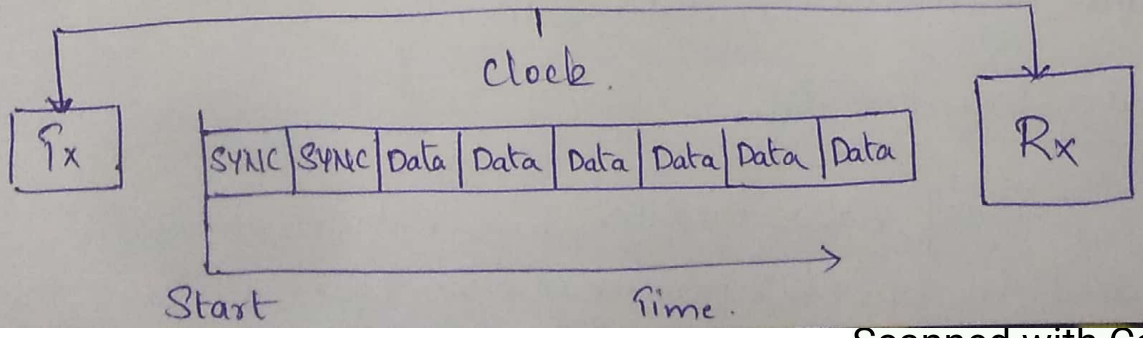 Clock.
Tx
SYNC SYNC Data Data Data Data Data Data
Rx
Start
Time.